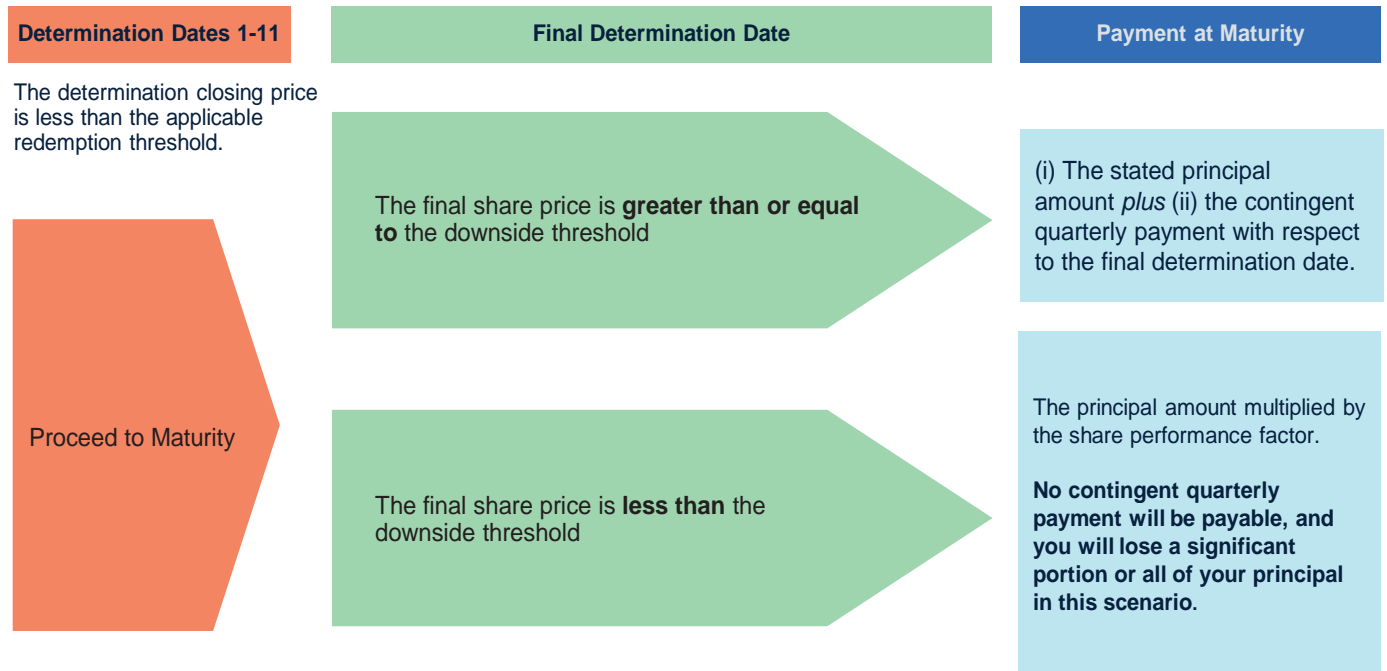 Determination Dates 1-11
Final Determination Date
Payment at Maturity
The determination closing price
is less than the applicable
redemption threshold.
Proceed to Maturity
The final share price is greater than or equal
to the downside threshold
(i) The stated principal
amount plus (ii) the contingent
quarterly payment with respect
to the final determination date.
The final share price is less than the
downside threshold
The principal amount multiplied by
the share performance factor.
No contingent quarterly
payment will be payable, and
you will lose a significant
portion or all of your principal
in this scenario.